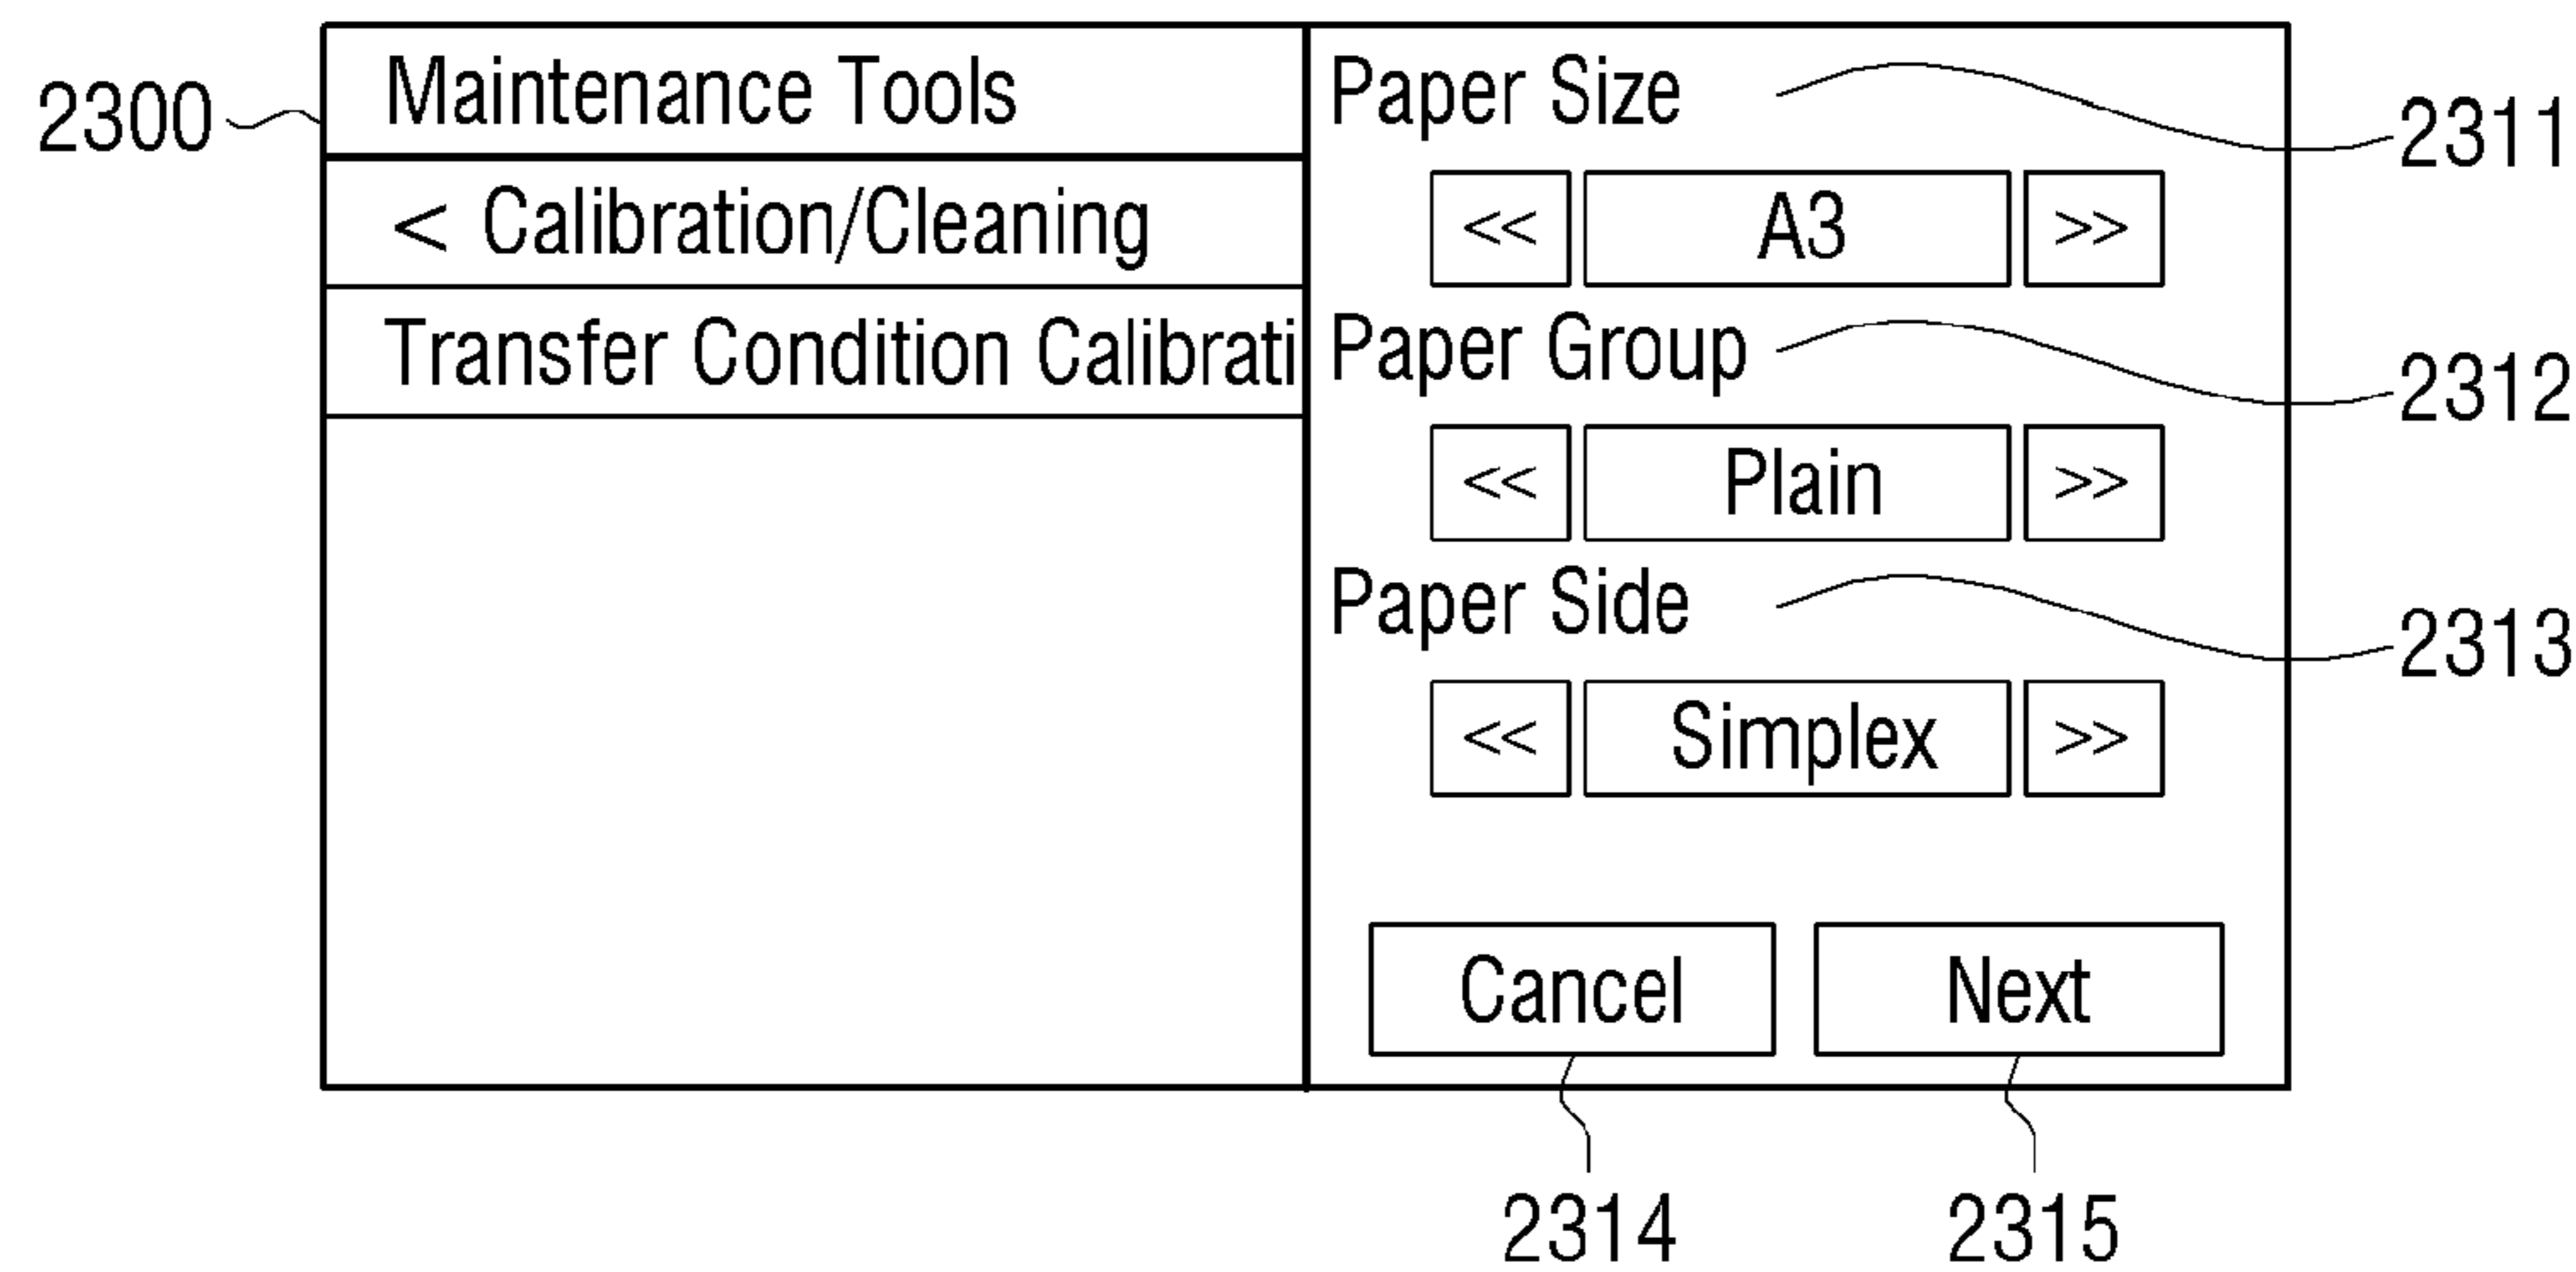 2300
Maintenance Tools
< Calibration/Cleaning
Transfer Condition Calibrati
Paper Size
2311
<< A3 >>
Paper Group
2312
<< Plain >>
Paper Side
2313
<< Simplex >>
Cancel Next
2314 2315